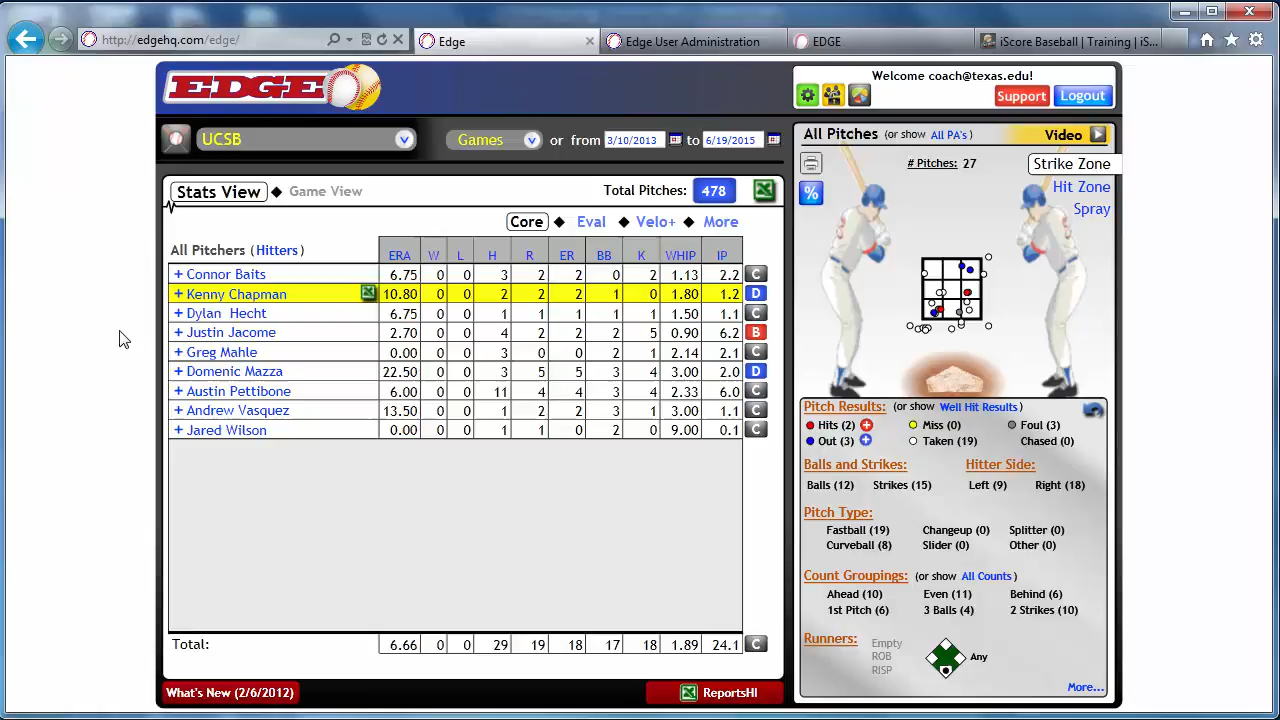 http://edgehq.com/edge/
Edge
Edge User Administration
EDGE
iScore Baseball | Training | iS...
EDGE
Welcome coach@texas.edu!
Support
Logout
UCSB
Games
or from
3/10/2013
to
6/19/2015
Stats View ◆ Game View
Total Pitches: 478
Core ◆ Eval ◆ Velo+ ◆ More
All Pitchers (Hitters) ERA W L H R ER BB K WHIP IP
+ Connor Baits 6.75 0 0 3 2 2 0 2 1.13 2.2 C
+ Kenny Chapman 10.80 0 0 2 2 2 1 0 1.80 1.2 D
+ Dylan Hecht 6.75 0 0 1 1 1 1 1 1.50 1.1 C
+ Justin Jacome 2.70 0 0 4 2 2 2 5 0.90 6.2 B
+ Greg Mahle 0.00 0 0 3 0 0 2 1 2.14 2.1 C
+ Domenic Mazza 22.50 0 0 3 5 5 3 4 3.00 2.0 D
+ Austin Pettibone 6.00 0 0 11 4 4 3 4 2.33 6.0 C
+ Andrew Vasquez 13.50 0 0 1 2 2 3 1 3.00 1.1 C
+ Jared Wilson 0.00 0 0 1 1 0 2 0 9.00 0.1 C
Total: 6.66 0 0 29 19 18 17 18 1.89 24.1 C
What's New (2/6/2012)
ReportsHI
All Pitches (or show All PA's)
Video
# Pitches: 27
%
Strike Zone
Hit Zone
Spray
Pitch Results: (or show Well Hit Results)
Hits (2) Miss (0) Foul (3)
Out (3) Taken (19) Chased (0)
Balls and Strikes: Hitter Side:
Balls (12) Strikes (15) Left (9) Right (18)
Pitch Type:
Fastball (19) Changeup (0) Splitter (0)
Curveball (8) Slider (0) Other (0)
Count Groupings: (or show All Counts)
Ahead (10) Even (11) Behind (6)
1st Pitch (6) 3 Balls (4) 2 Strikes (10)
Runners:
Empty
ROB
RISP
Any
More...